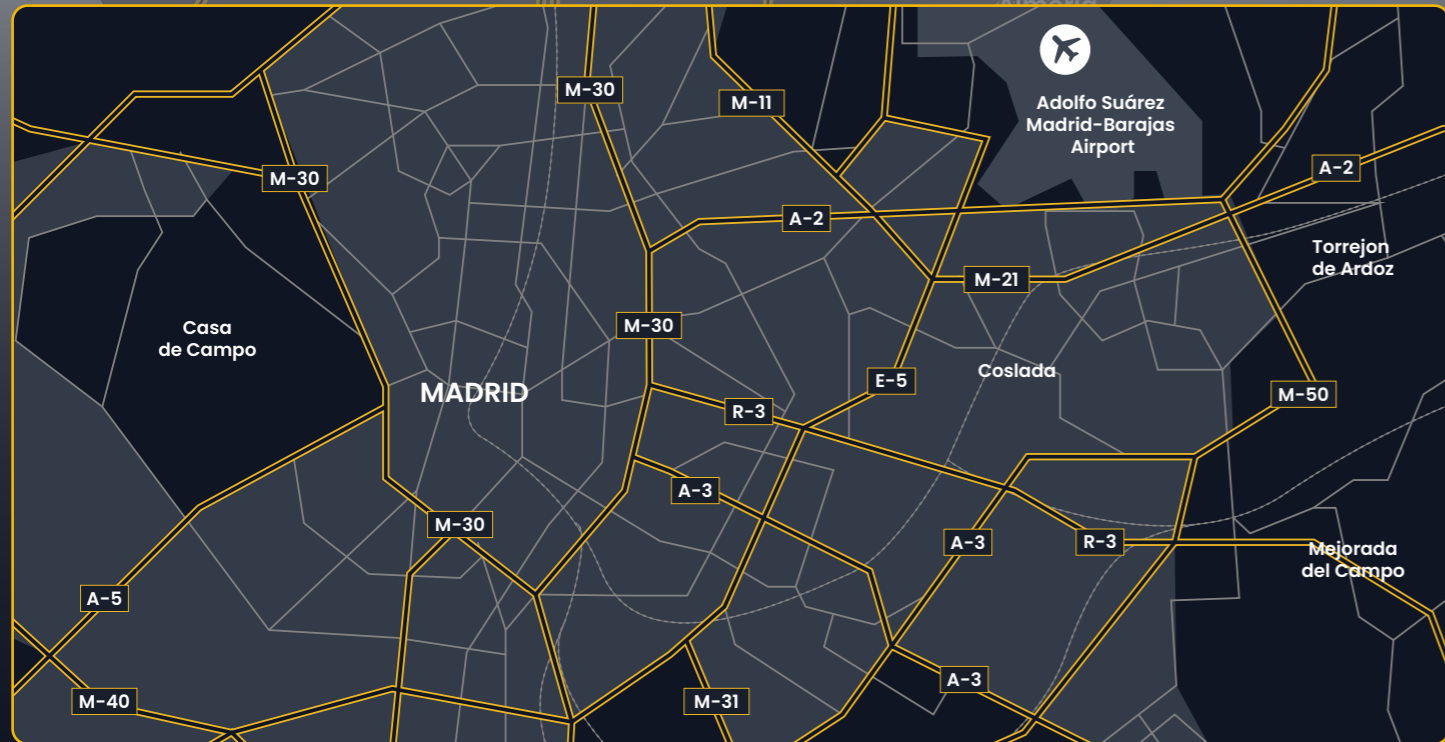 Almería
M-30
M-11
Adolfo Suárez
Madrid-Barajas
Airport
A-2
M-30
A-2
Torrejon
de Ardoz
M-21
Casa
de Campo
M-30
Coslada
E-5
MADRID
M-50
R-3
A-3
M-30
A-3
R-3
Mejorada
del Campo
A-5
A-3
M-40
M-31